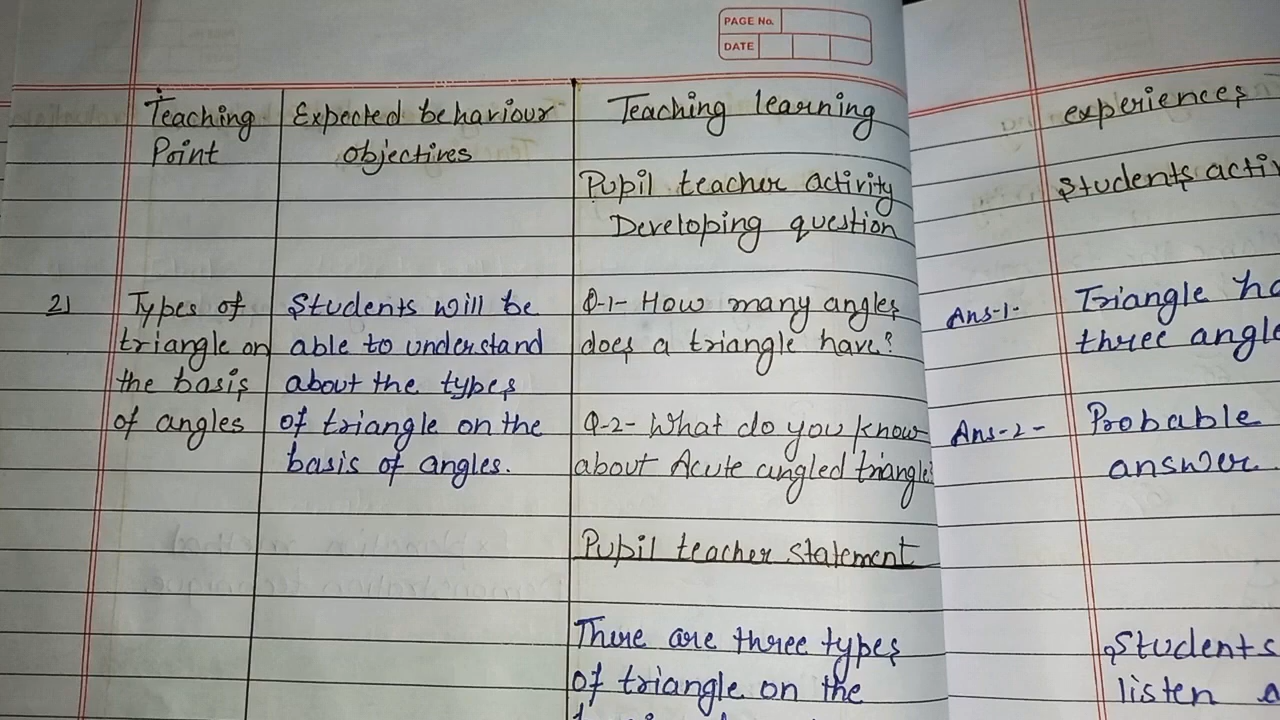 PAGE No.
DATE
Teaching Point
Expected behaviour objectives
Teaching learning
experiences
Pupil teacher activity
Students
Developing question
2)
Types of
triangle on
the basis
of angles
Students will be
able to understand
about the types
of triangle on the
basis of angles.
Q-1- How many angles
does a triangle have?
Q-2- What do you know
about Acute angled triangle?
Pupil teacher statement
There are three types
of triangle on the
Ans-1-
Triangle
three
Ans-2-
Probable
answer
Students
listen